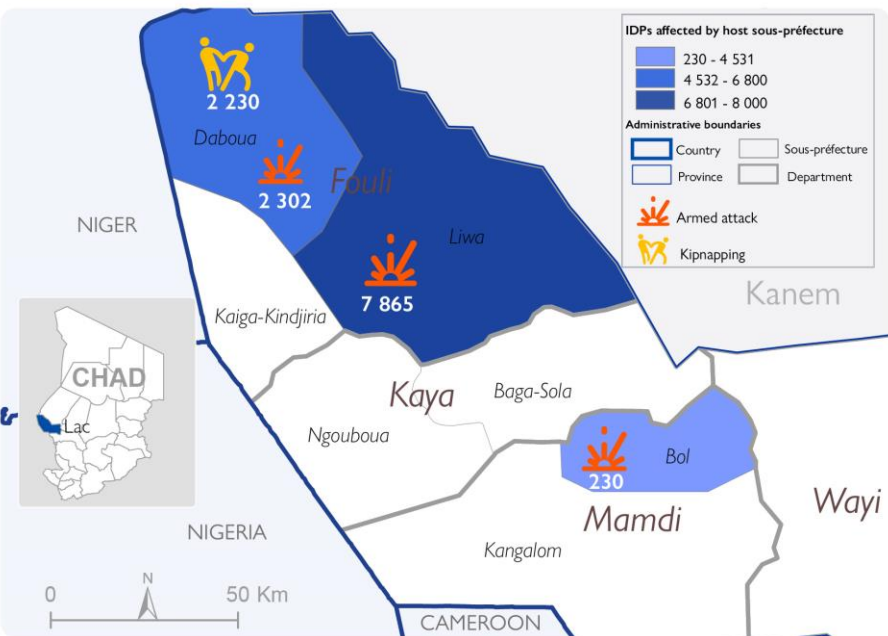 IDPs affected by host sous-préfecture
230 - 4 531
4 532 - 6 800
6 801 - 8 000
Administrative boundaries
Country
Sous-préfecture
Province
Department
Armed attack
Kipnapping
2 230
Daboua
Fouli
2 302
NIGER
Liwa
7 865
Kanem
Kaiga-Kindjiria
CHAD
Lac
Kaya
Baga-Sola
Ngouboua
Bol
230
Wayi
Mamdi
NIGERIA
Kangalom
N
0 50 Km
CAMEROON